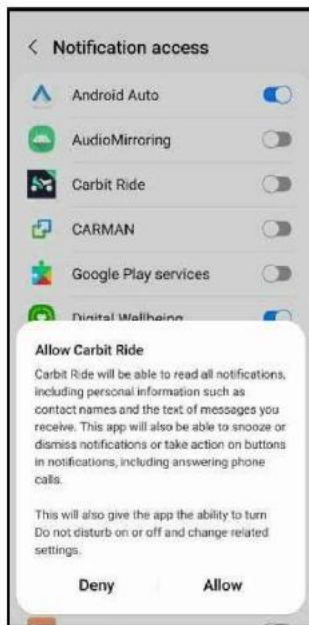 Notification access
Android Auto
AudioMirroring
Carbit Ride
CARMAN
Google Play services
Digital Wellbeing
Allow Carbit Ride
Carbit Ride will be able to read all notifications,
including personal information such as
contact names and the text of messages you
receive. This app will also be able to snooze or
dismiss notifications or take action on buttons
in notifications, including answering phone
calls.
This will also give the app the ability to turn
Do not disturb on or off and change related
settings.
Deny Allow